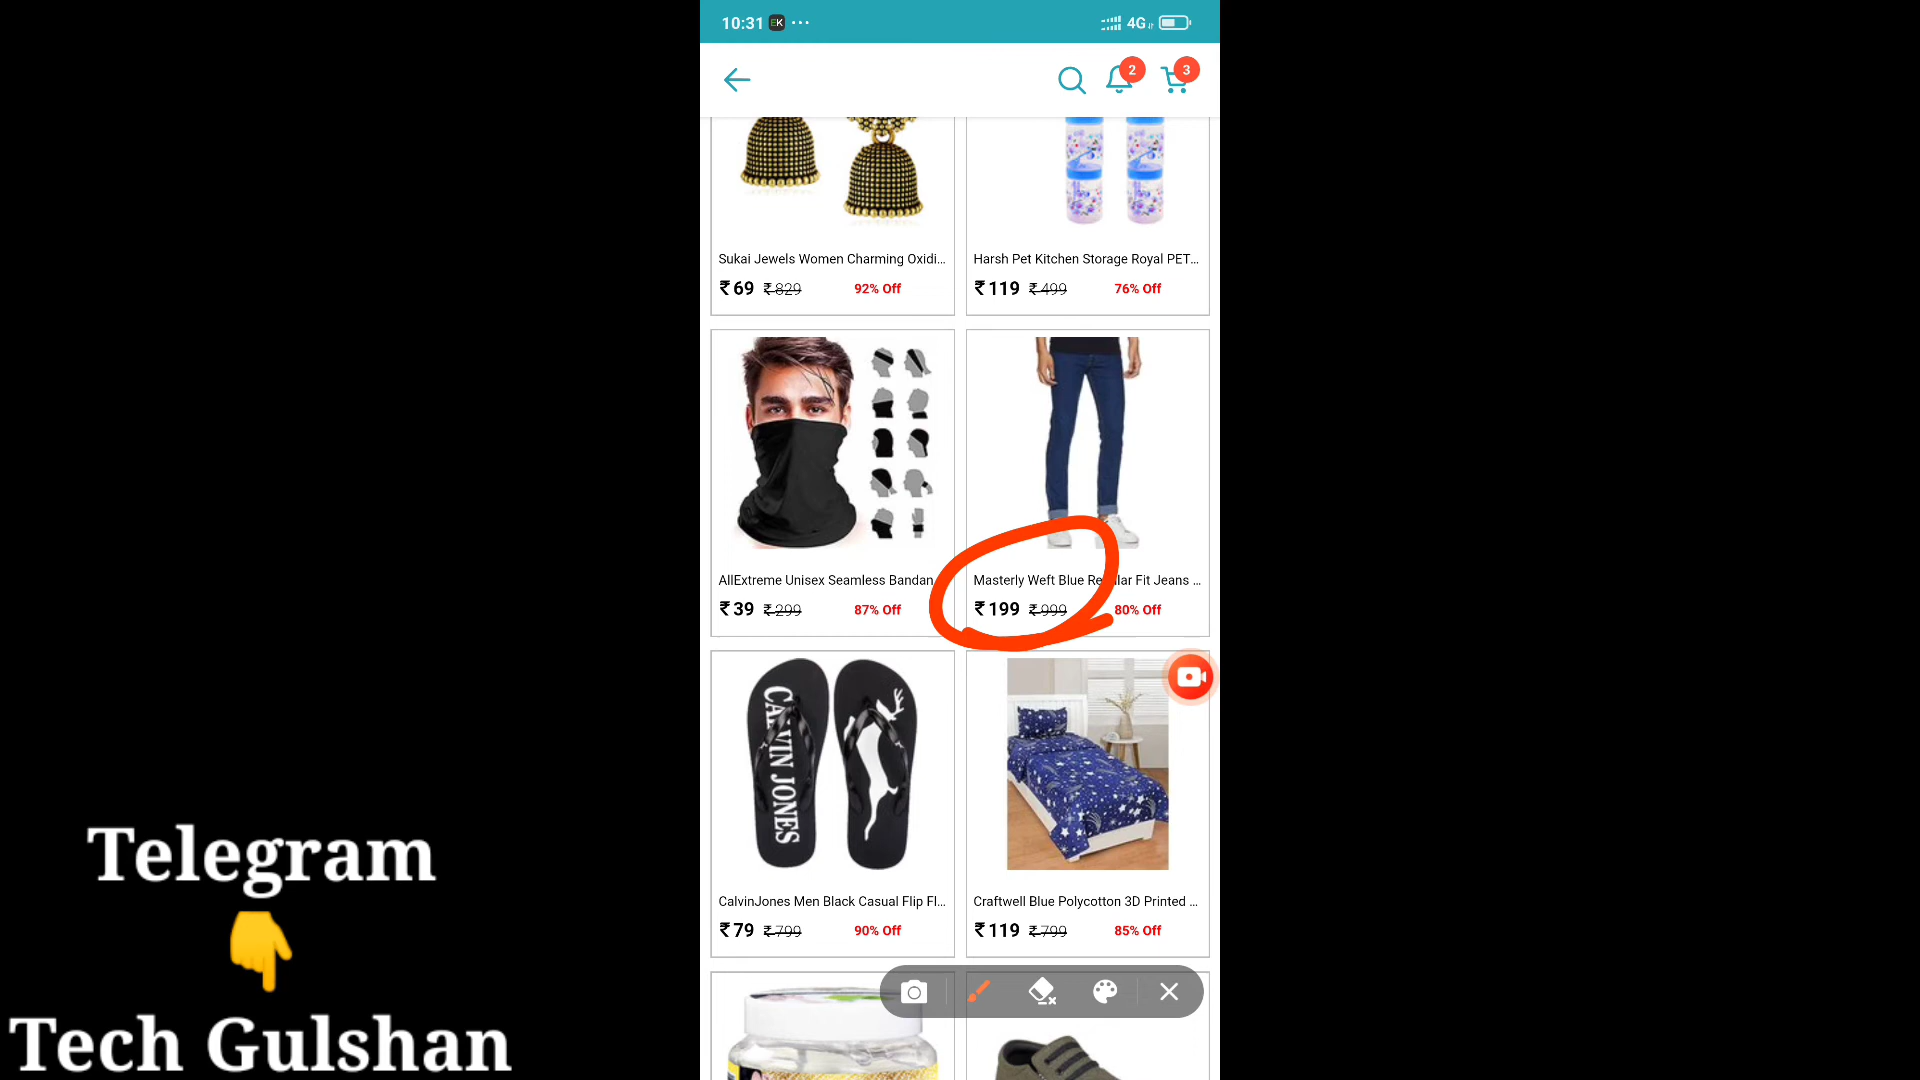 10:31 EK ... 4G
2 3
Sukai Jewels Women Charming Oxidi...
₹69 ₹829 92% Off
Harsh Pet Kitchen Storage Royal PET...
₹119 ₹499 76% Off
AllExtreme Unisex Seamless Bandan
₹39 ₹299 87% Off
Masterly Weft Blue Fit Jeans ...
₹199 ₹999 80% Off
CALVIN JONES
CalvinJones Men Black Casual Flip Fl...
₹79 ₹799 90% Off
Craftwell Blue Polycotton 3D Printed ...
₹119 ₹799 85% Off
Telegram
Tech Gulshan